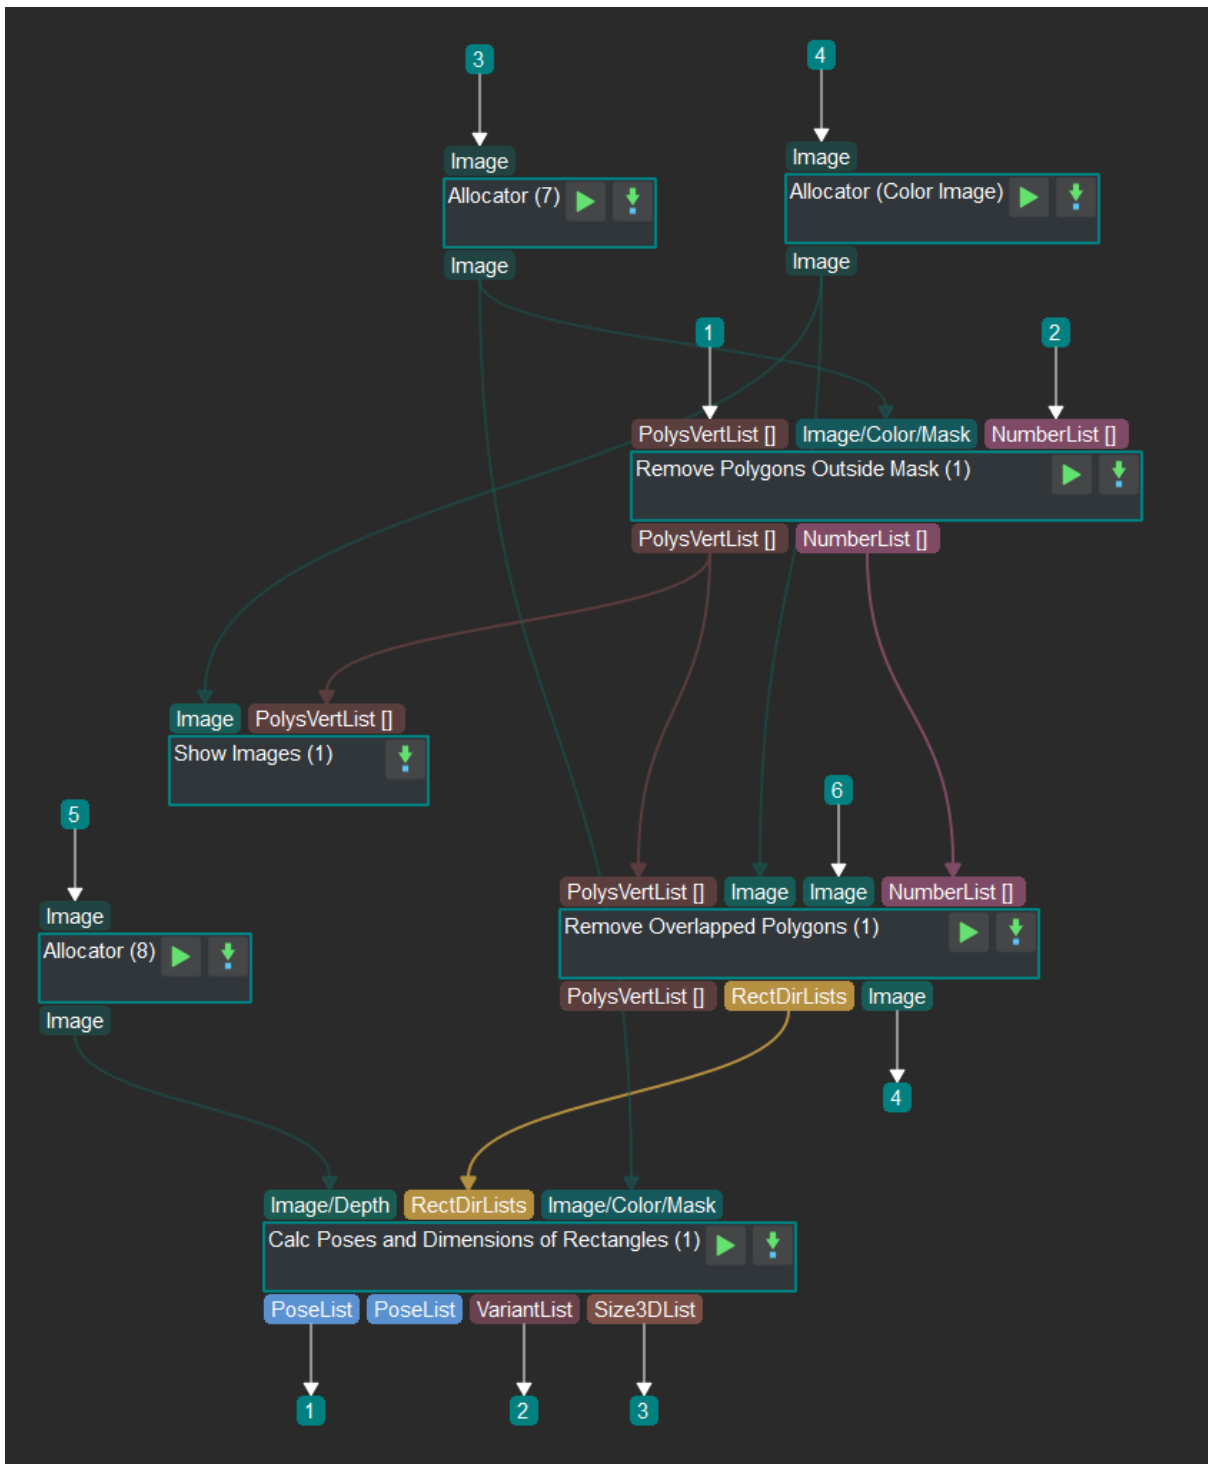 3
4
Image
Image
Allocator (7)
Allocator (Color Image)
Image
Image
1
2
PolysVertList []
Image/Color/Mask
NumberList []
Remove Polygons Outside Mask (1)
PolysVertList []
NumberList []
Image
PolysVertList []
Show Images (1)
5
6
PolysVertList []
Image
Image
NumberList []
Image
Remove Overlapped Polygons (1)
Allocator (8)
PolysVertList []
RectDirLists
Image
Image
4
Image/Depth
RectDirLists
Image/Color/Mask
Calc Poses and Dimensions of Rectangles (1)
PoseList
PoseList
VariantList
Size3DList
1
2
3